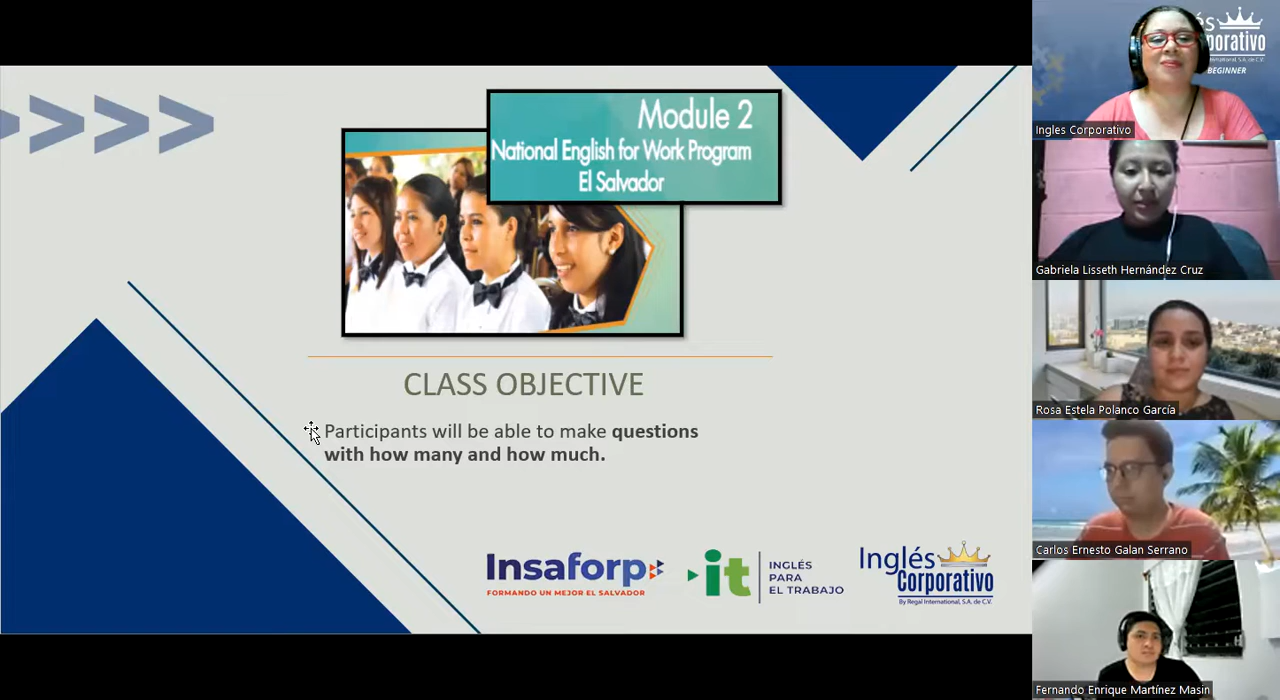 Module 2
National English for Work Program
El Salvador
CLASS OBJECTIVE
Participants will be able to make questions
with how many and how much.
Insaforp
FORMANDO UN MEJOR EL SALVADOR
it
INGLÉS
PARA
EL TRABAJO
Inglés
Corporativo
By Regal International, S.A. de C.V.
és
porativo
BEGINNER
Ingles Corporativo
Gabriela Lisseth Hernández Cruz
Rosa Estela Polanco García
Carlos Ernesto Galan Serrano
Fernando Enrique Martínez Masin